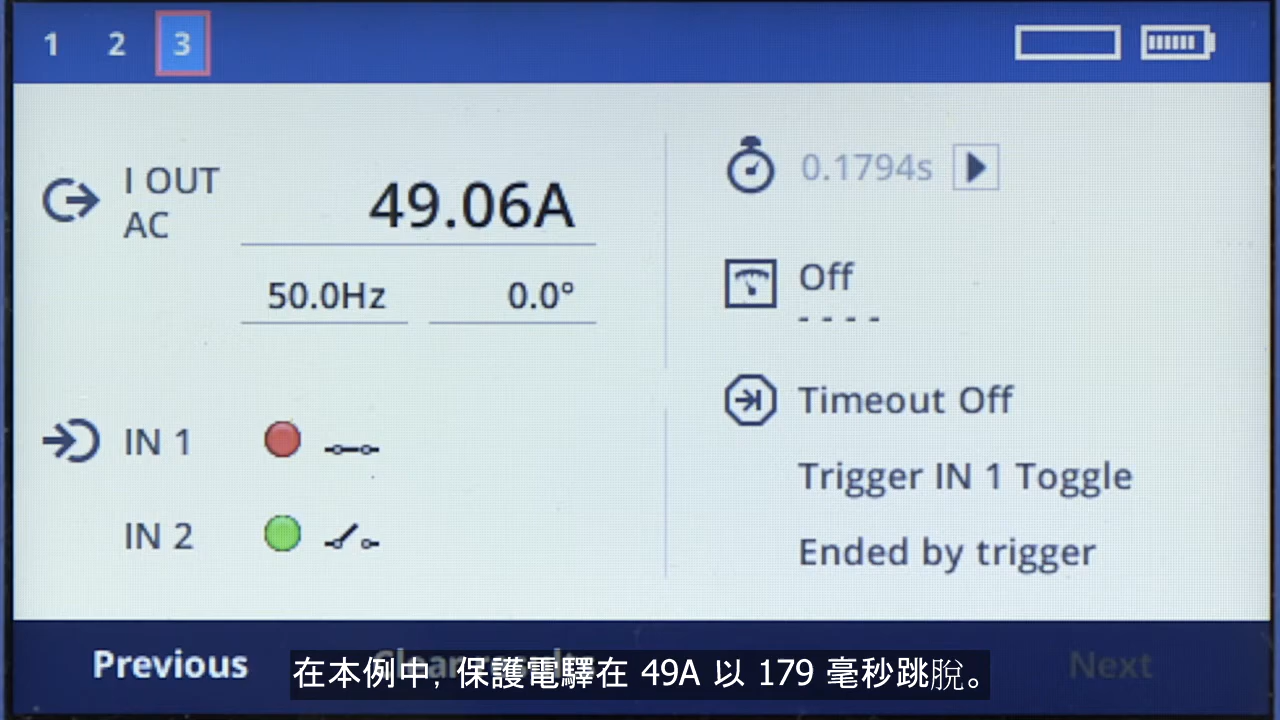 1 2 3
I OUT
AC
49.06A
50.0Hz 0.0°
0.1794s
Off
- - - -
Timeout Off
IN 1
Trigger IN 1 Toggle
IN 2
Ended by trigger
Previous
Next
在本例中, 保護電驛在 49A 以 179 毫秒跳脫。